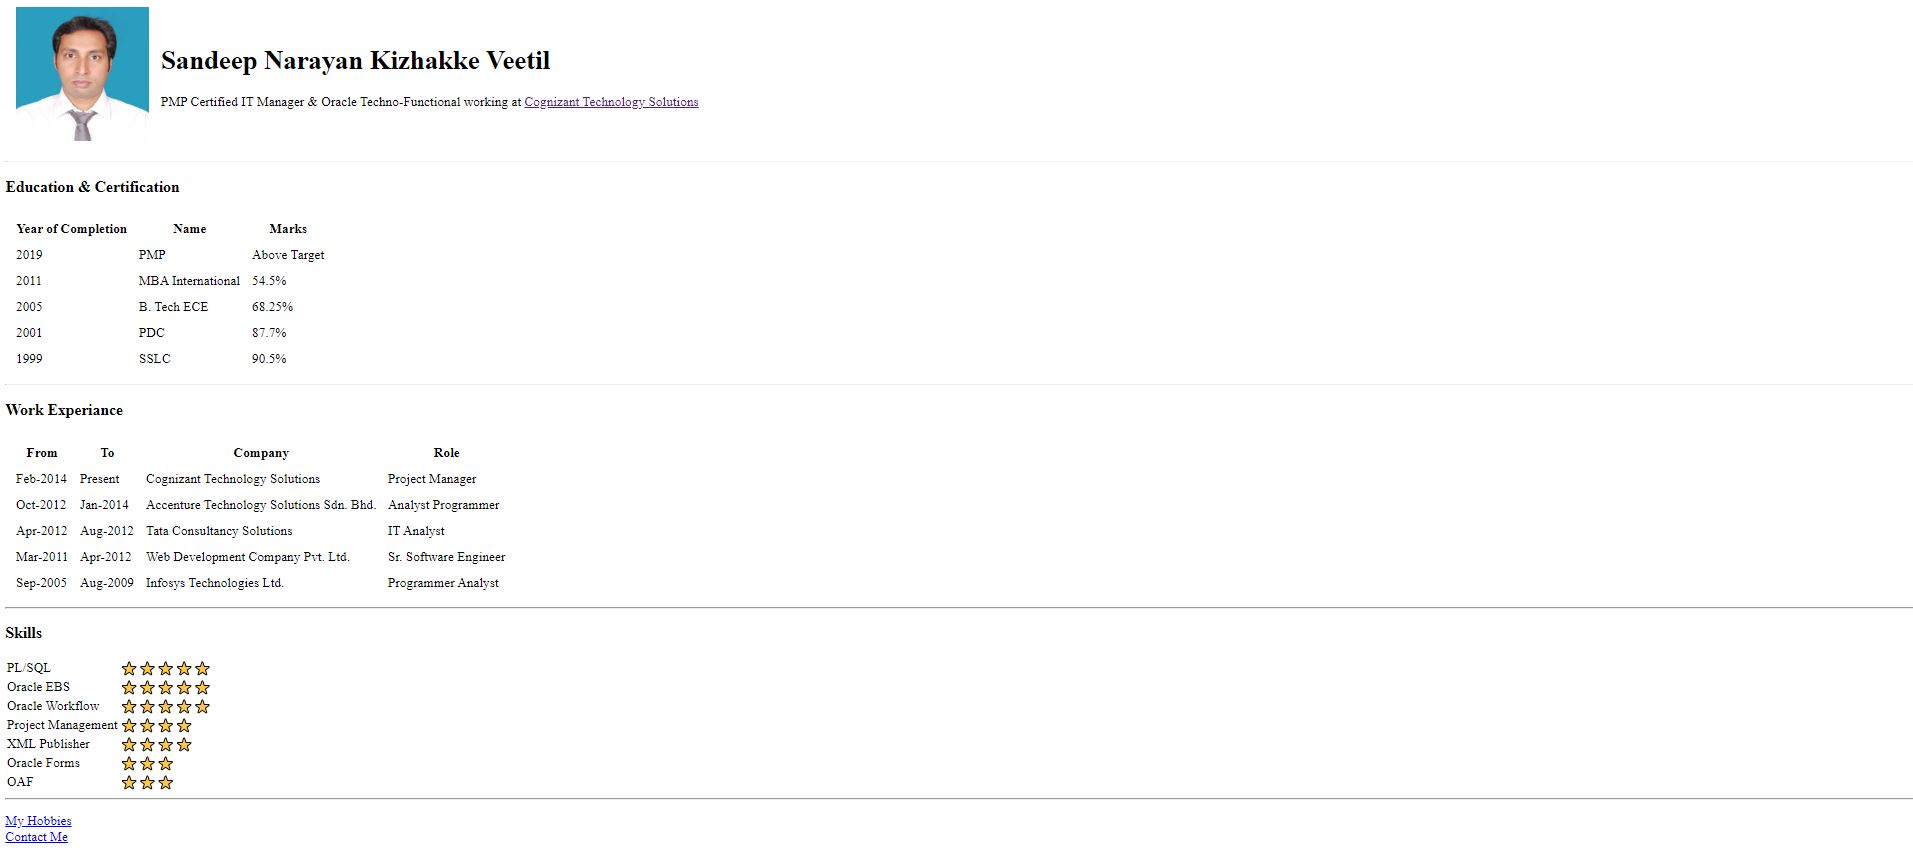 Sandeep Narayan Kizhakke Veetil
PMP Certified IT Manager & Oracle Techno-Functional working at Cognizant Technology Solutions
Education & Certification
Year of Completion Name Marks
2019 PMP Above Target
2011 MBA International 54.5%
2005 B. Tech ECE 68.25%
2001 PDC 87.7%
1999 SSLC 90.5%
Work Experiance
From To Company Role
Feb-2014 Present Cognizant Technology Solutions Project Manager
Oct-2012 Jan-2014 Accenture Technology Solutions Sdn. Bhd. Analyst Programmer
Apr-2012 Aug-2012 Tata Consultancy Solutions IT Analyst
Mar-2011 Apr-2012 Web Development Company Pvt. Ltd. Sr. Software Engineer
Sep-2005 Aug-2009 Infosys Technologies Ltd. Programmer Analyst
Skills
PL/SQL
Oracle EBS
Oracle Workflow
Project Management
XML Publisher
Oracle Forms
OAF
My Hobbies
Contact Me